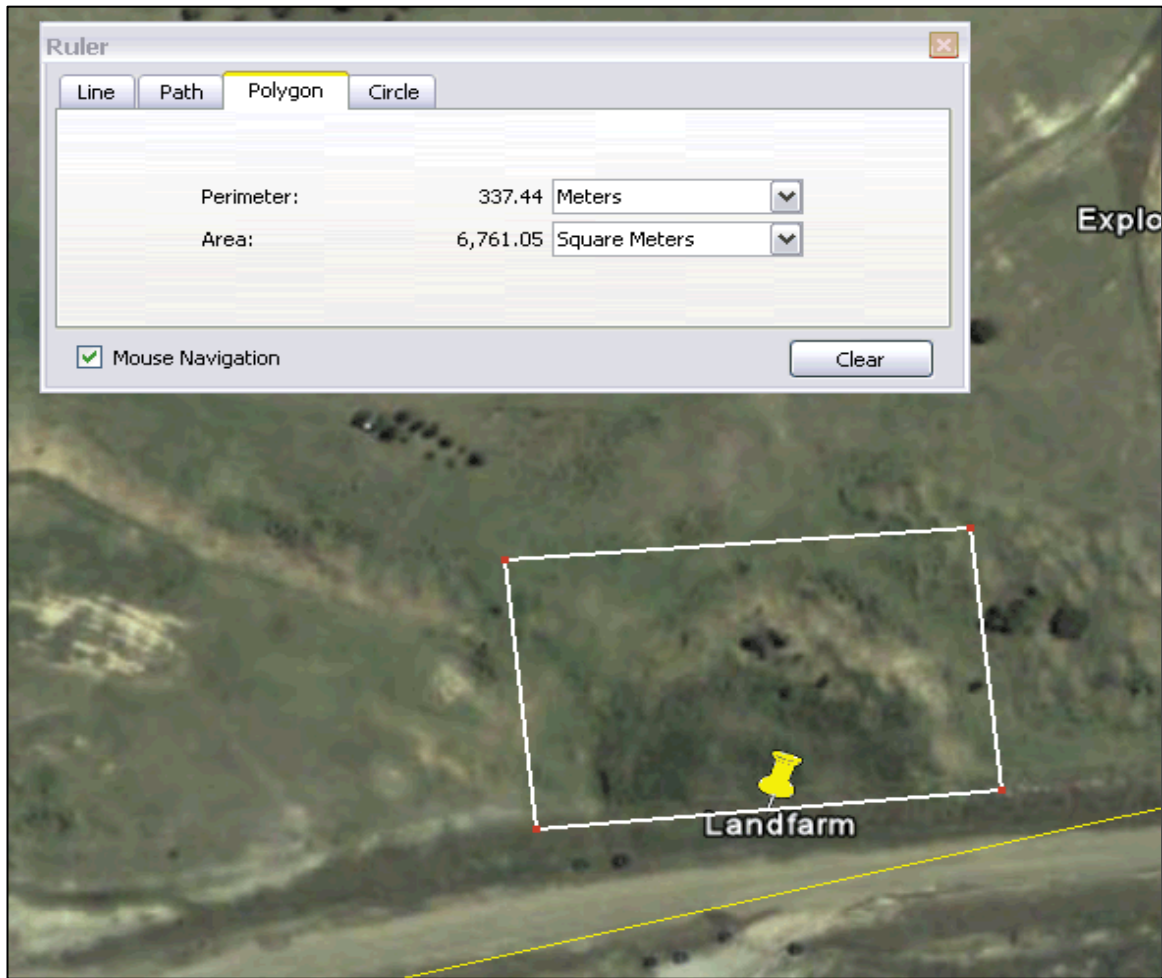 Ruler
Line Path Polygon Circle
Perimeter: 337.44 Meters
Area: 6,761.05 Square Meters
Mouse Navigation Clear
Explo
Landfarm